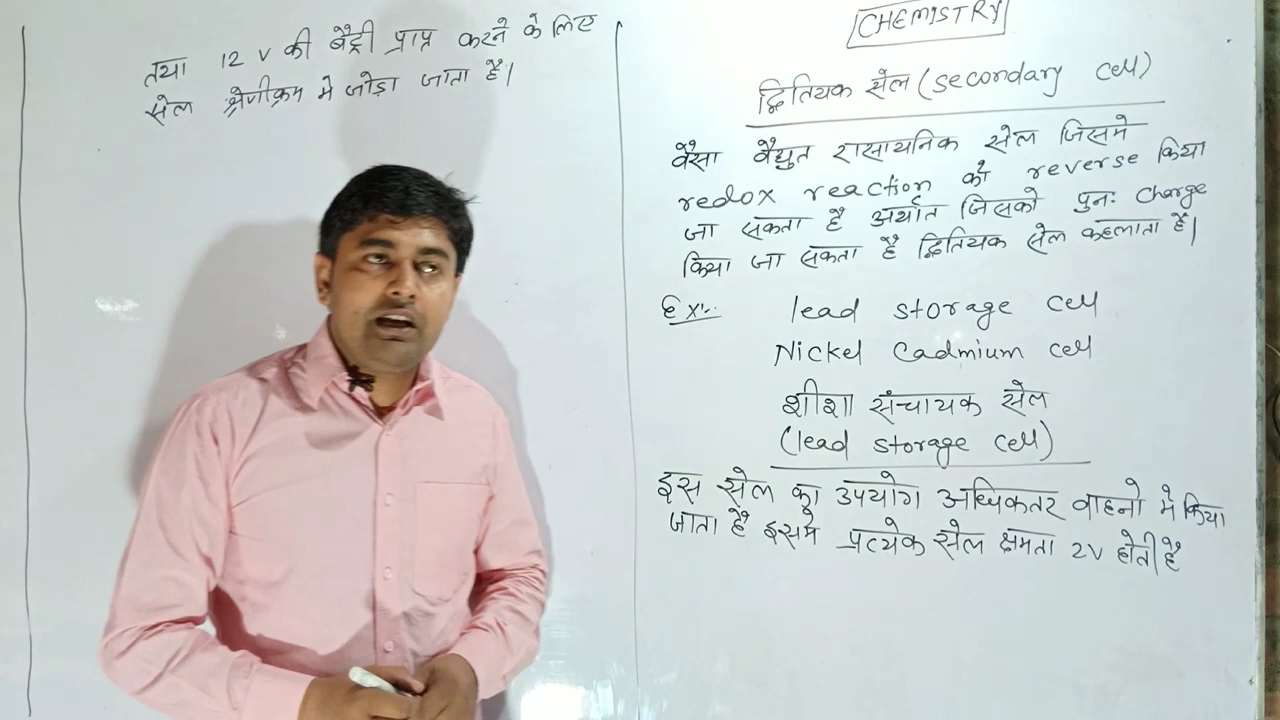 CHEMISTRY
द्वितियक सेल (secondary cell)
वैसा वैद्युत रासायनिक सेल जिसमे
redox reaction को reverse किया
जा सकता है अर्थात जिसको पुनः charge
किया जा सकता है द्वितियक सेल कहलाता है।
Ex:- lead storage cell
Nickel Cadmium cell
शीशा संचायक सेल
(lead storage cell)
इस सेल का उपयोग अधिकतर वाहनो मे किया
जाता है इसमे प्रत्येक सेल क्षमता 2V होती है
तथा 12 V की बैट्री प्राप्त करने के लिए
सेल श्रेणीक्रम मे जोड़ा जाता है।